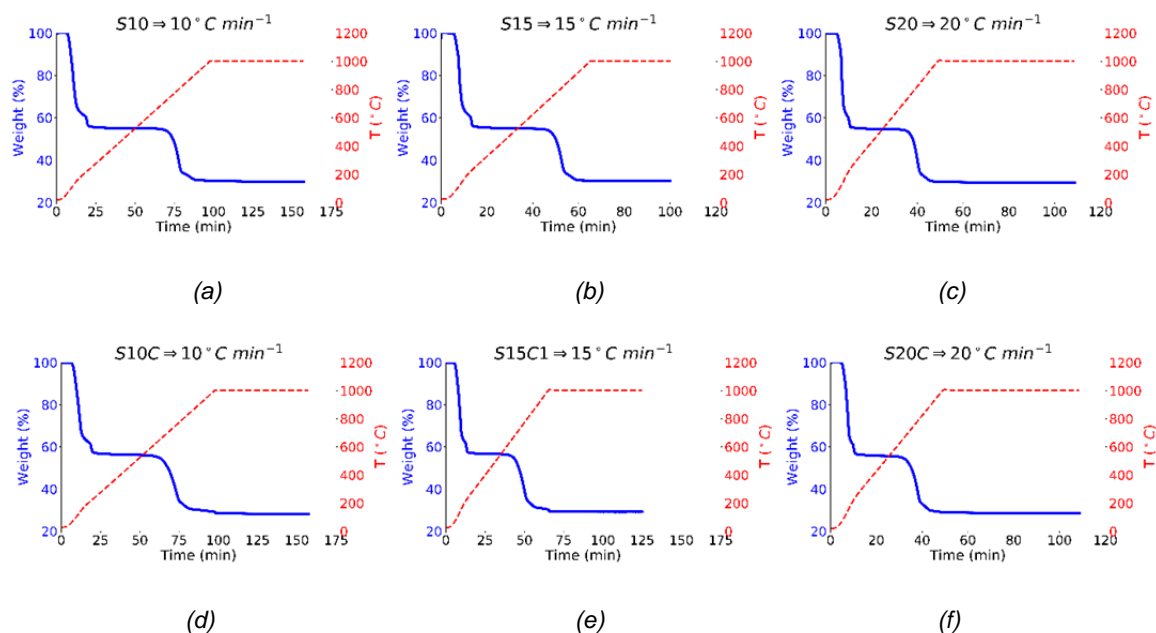 S10 ⇒ 10 °C min⁻¹
100
80
60
40
20
Weight (%)
1200
1000
800
600
400
200
0
T (°C)
0 25 50 75 100 125 150 175
Time (min)
(a)
S15 ⇒ 15 °C min⁻¹
100
80
60
40
20
Weight (%)
1200
1000
800
600
400
200
0
T (°C)
0 20 40 60 80 100 120
Time (min)
(b)
S20 ⇒ 20 °C min⁻¹
100
80
60
40
20
Weight (%)
1200
1000
800
600
400
200
0
T (°C)
0 20 40 60 80 100 120
Time (min)
(c)
S10C ⇒ 10 °C min⁻¹
100
80
60
40
20
Weight (%)
1200
1000
800
600
400
200
0
T (°C)
0 25 50 75 100 125 150 175
Time (min)
(d)
S15C1 ⇒ 15 °C min⁻¹
100
80
60
40
20
Weight (%)
1200
1000
800
600
400
200
0
T (°C)
0 25 50 75 100 125 150 175
Time (min)
(e)
S20C ⇒ 20 °C min⁻¹
100
80
60
40
20
Weight (%)
1200
1000
800
600
400
200
0
T (°C)
0 20 40 60 80 100 120
Time (min)
(f)